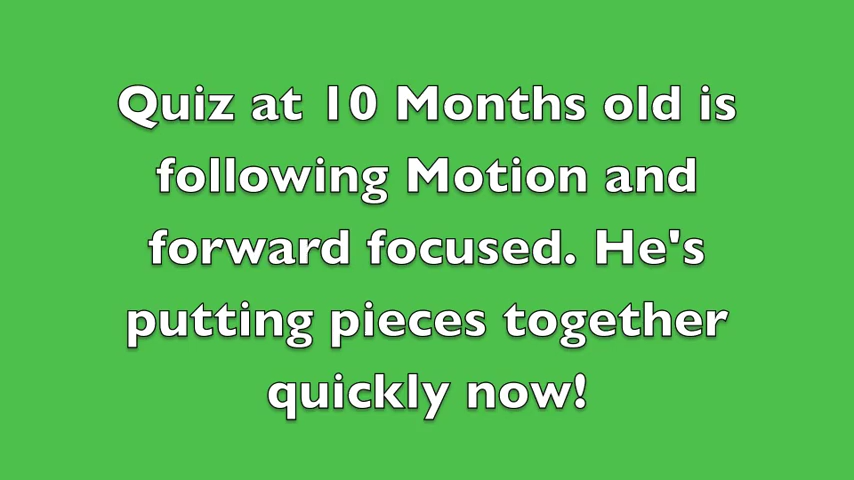 Quiz at 10 Months old is
following Motion and
forward focused. He's
putting pieces together
quickly now!